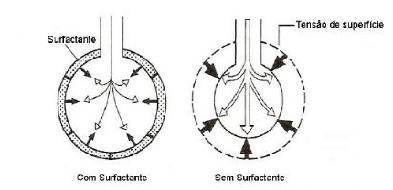 Surfactante
Tensão de superfície
Com Surfactante
Sem Surfactante